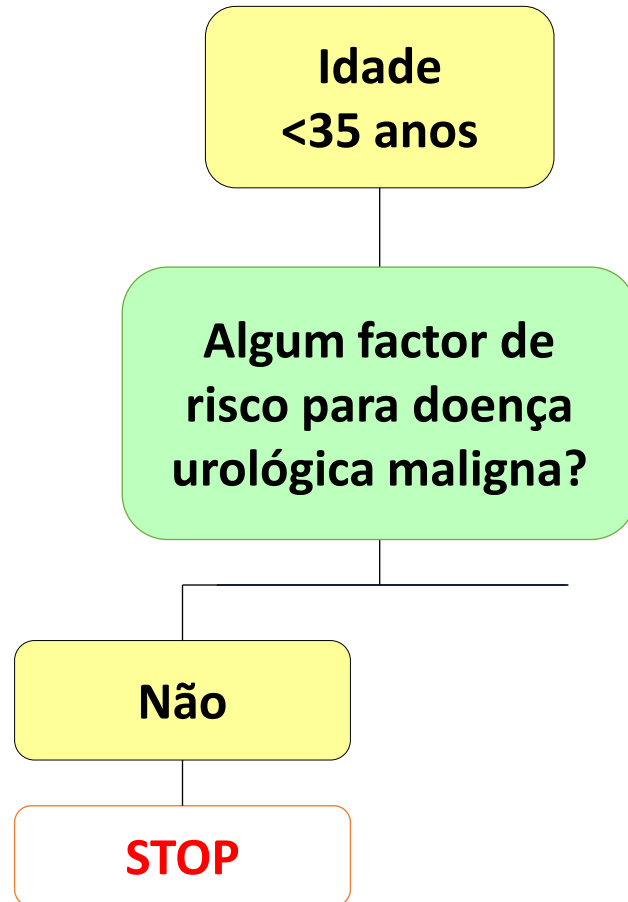 Idade
<35 anos
Algum factor de
risco para doença
urológica maligna?
Não
STOP